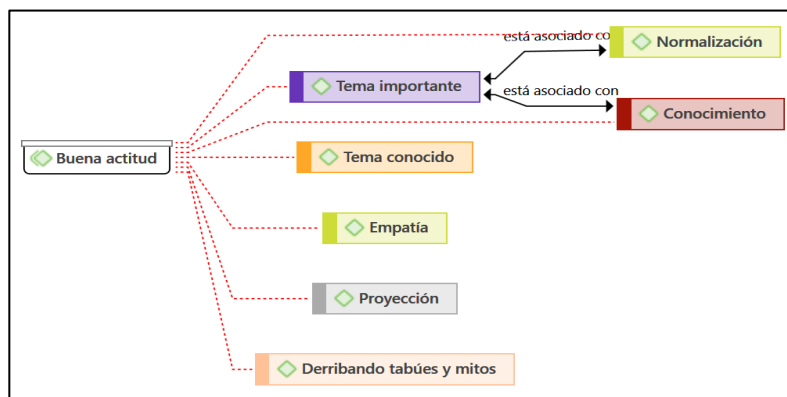 está asociado co
Normalización
Tema importante
está asociado con
Conocimiento
Buena actitud
Tema conocido
Empatía
Proyección
Derribando tabúes y mitos